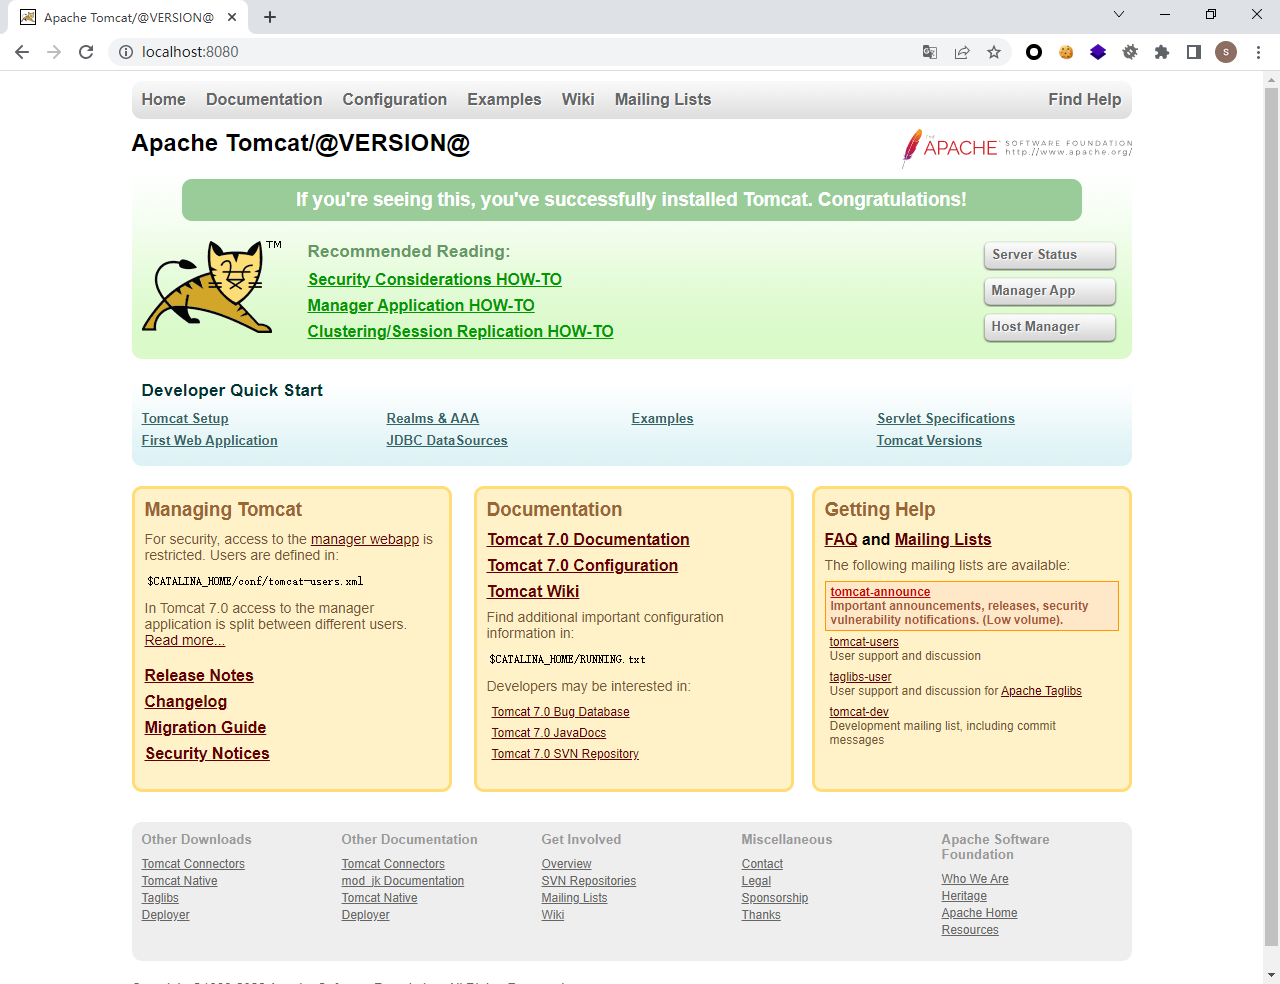 Apache Tomcat/@VERSION@
localhost:8080
S
Home Documentation Configuration Examples Wiki Mailing Lists Find Help
Apache Tomcat/@VERSION@
THE APACHE SOFTWARE FOUNDATION
http://www.apache.org/
If you're seeing this, you've successfully installed Tomcat. Congratulations!
TM
Recommended Reading:
Security Considerations HOW-TO
Manager Application HOW-TO
Clustering/Session Replication HOW-TO
Server Status
Manager App
Host Manager
Developer Quick Start
Tomcat Setup
First Web Application
Realms & AAA
JDBC DataSources
Examples
Servlet Specifications
Tomcat Versions
Managing Tomcat
For security, access to the manager webapp is
restricted. Users are defined in:
$CATALINA_HOME/conf/tomcat-users.xml
In Tomcat 7.0 access to the manager
application is split between different users.
Read more...
Release Notes
Changelog
Migration Guide
Security Notices
Documentation
Tomcat 7.0 Documentation
Tomcat 7.0 Configuration
Tomcat Wiki
Find additional important configuration
information in:
$CATALINA_HOME/RUNNING.txt
Developers may be interested in:
Tomcat 7.0 Bug Database
Tomcat 7.0 JavaDocs
Tomcat 7.0 SVN Repository
Getting Help
FAQ and Mailing Lists
The following mailing lists are available:
tomcat-announce
Important announcements, releases, security
vulnerability notifications. (Low volume).
tomcat-users
User support and discussion
taglibs-user
User support and discussion for Apache Taglibs
tomcat-dev
Development mailing list, including commit
messages
Other Downloads
Tomcat Connectors
Tomcat Native
Taglibs
Deployer
Other Documentation
Tomcat Connectors
mod_jk Documentation
Tomcat Native
Deployer
Get Involved
Overview
SVN Repositories
Mailing Lists
Wiki
Miscellaneous
Contact
Legal
Sponsorship
Thanks
Apache Software
Foundation
Who We Are
Heritage
Apache Home
Resources